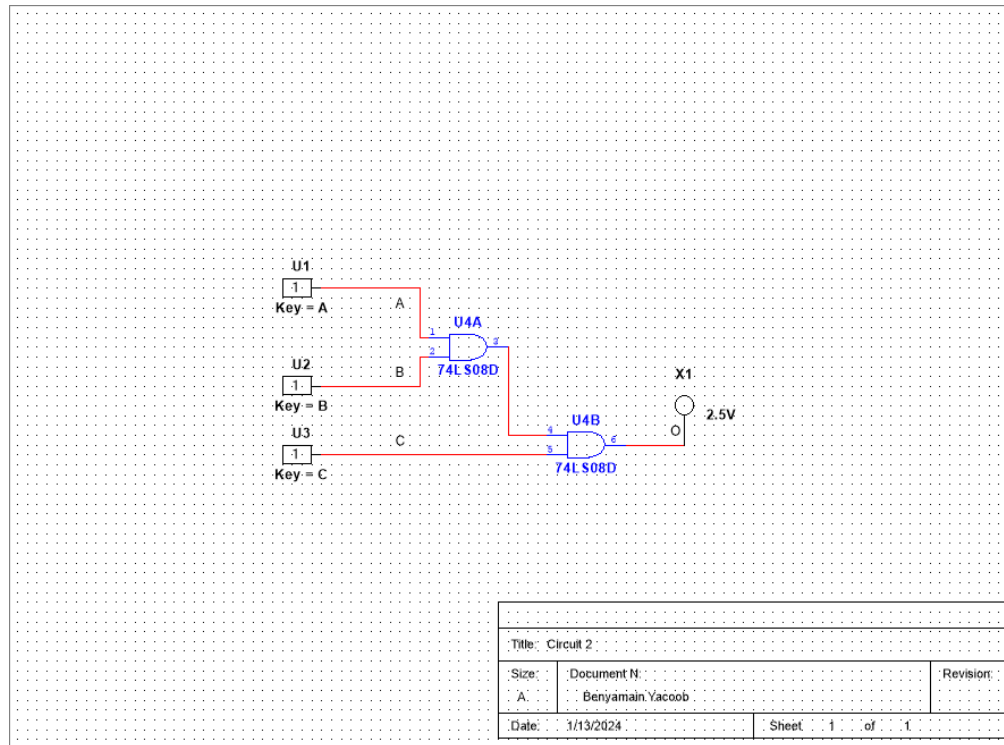 U1
1
Key = A
A
U4A
1
2
3
74LS08D
U2
1
Key = B
B
X1
2.5V
O
U3
1
Key = C
C
U4B
4
5
6
74LS08D
Title: Circuit 2
Size: Document N: Revision:
A Benyamain Yacoob
Date: 1/13/2024 Sheet 1 of 1